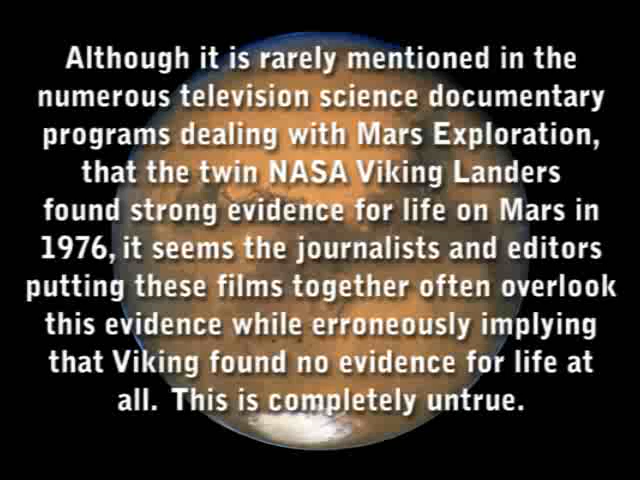 Although it is rarely mentioned in the
numerous television science documentary
programs dealing with Mars Exploration,
that the twin NASA Viking Landers
found strong evidence for life on Mars in
1976, it seems the journalists and editors
putting these films together often overlook
this evidence while erroneously implying
that Viking found no evidence for life at
all. This is completely untrue.